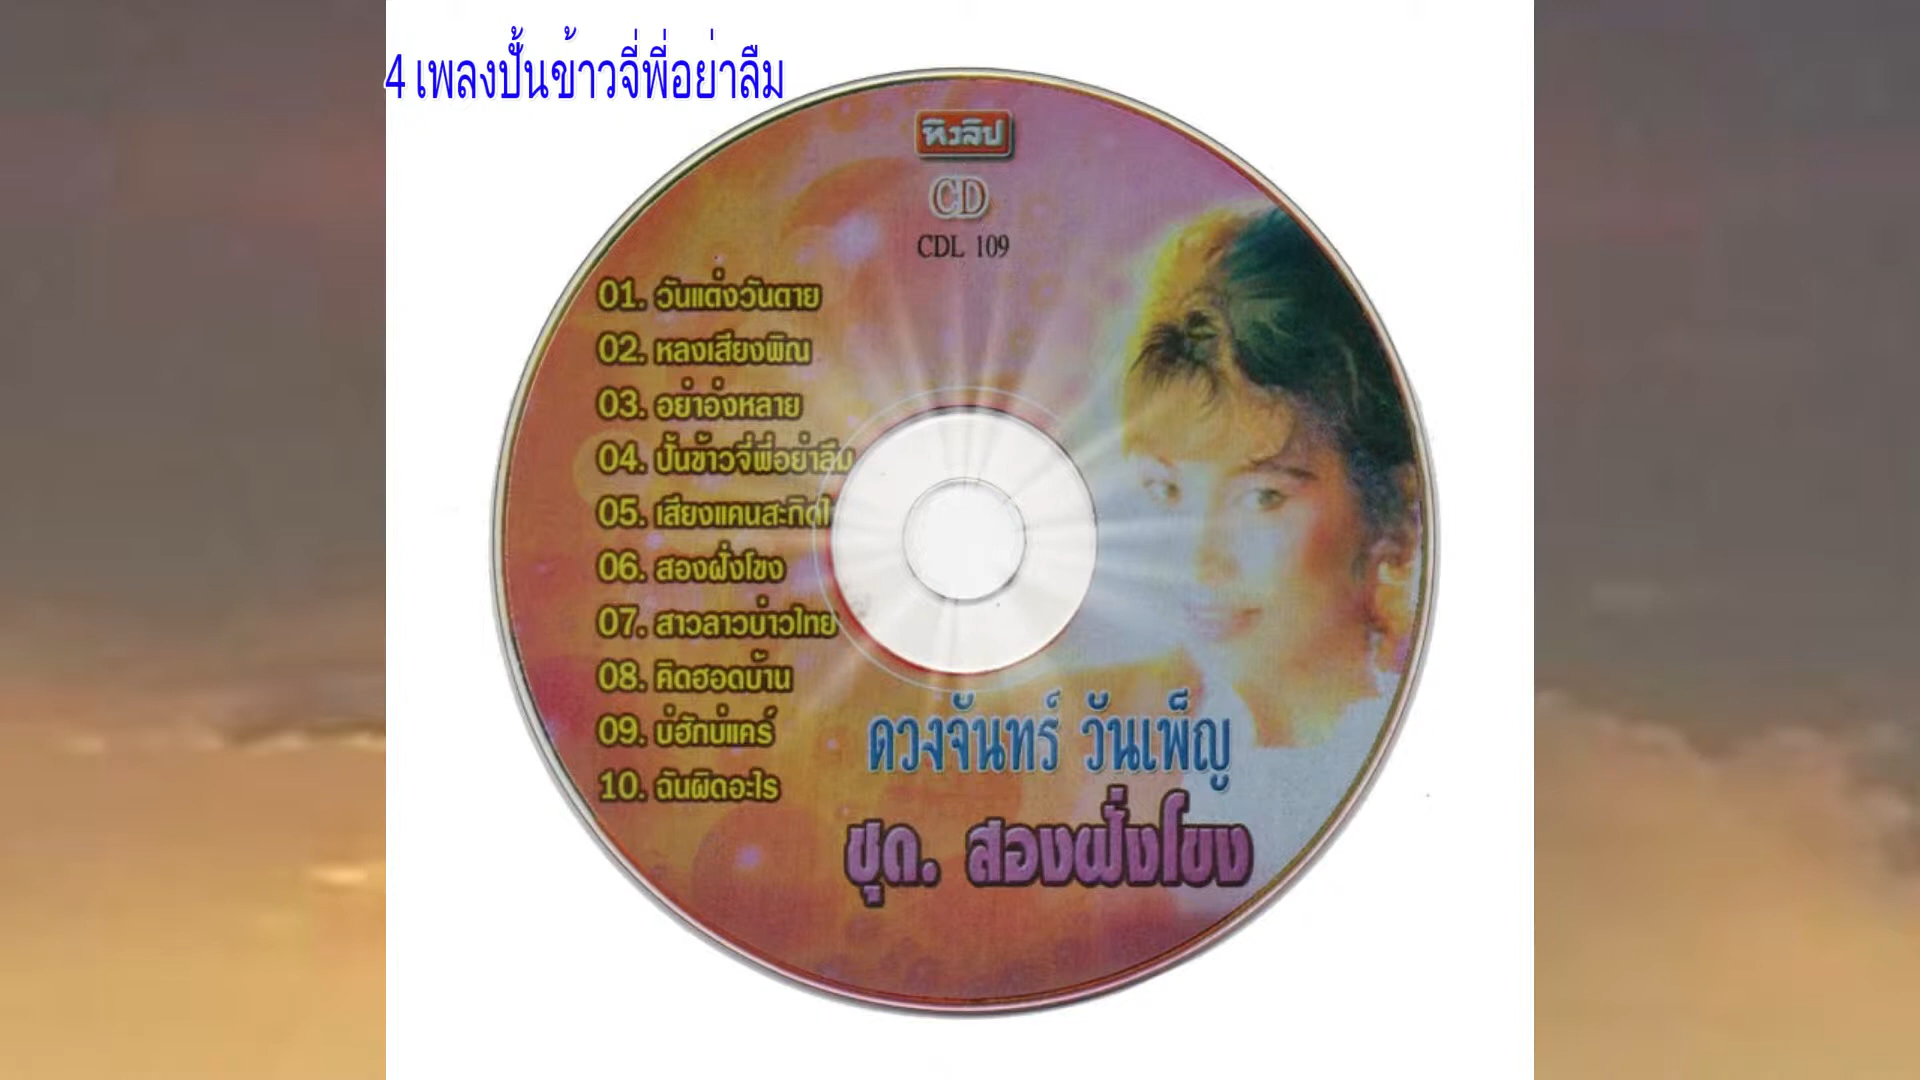 4 เพลงปั้นข้าวจี่พี่อย่าลืม
ทิวลิป
CD
CDL 109
01. วันแต่งวันตาย
02. หลงเสียงพิณ
03. อย่าอ่งหลาย
04. ปั้นข้าวจี่พี่อย่าลืม
05. เสียงแคนสะกิด
06. สองฝั่งโขง
07. สาวลาวบ่าวไทย
08. คิดฮอดบ้าน
09. บ่ฮักบ่แคร์
10. ฉันผิดอะไร
ดวงจันทร์ วันเพ็ญ
ชุด. สองฝั่งโขง